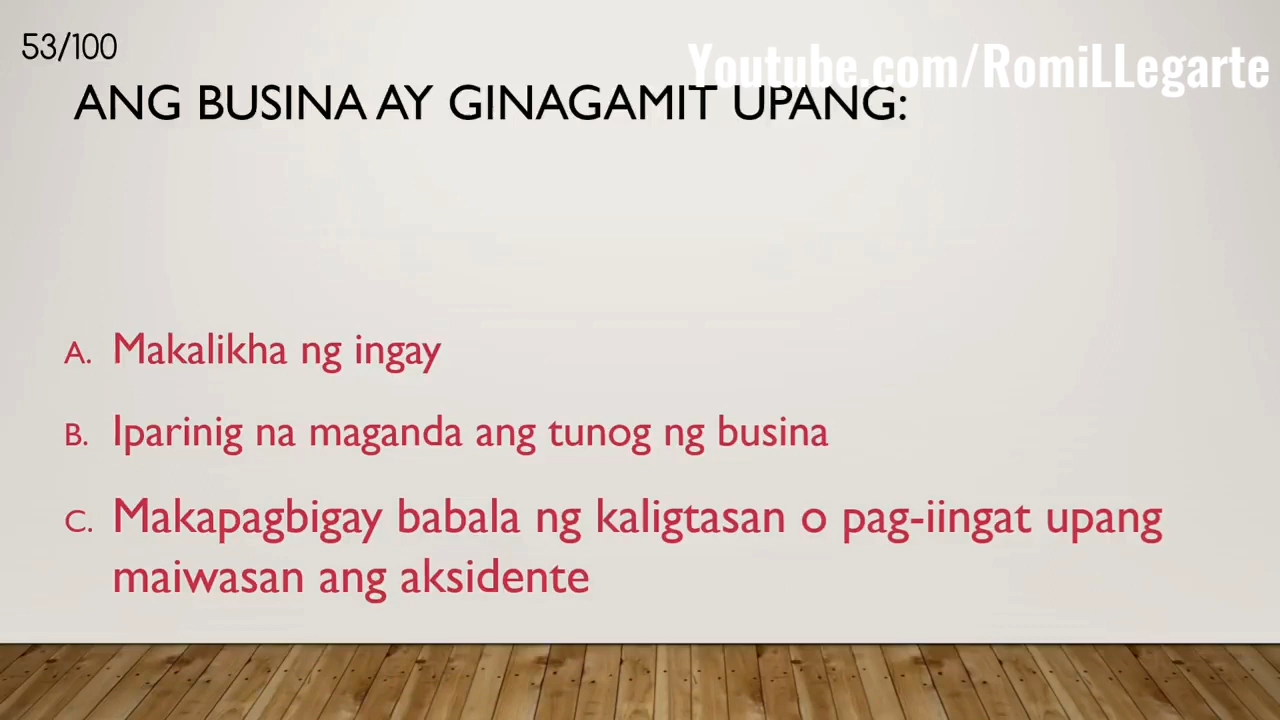 53/100
Youtube.com/RomiLLegarte
ANG BUSINA AY GINAGAMIT UPANG:
A. Makalikha ng ingay
B. Iparinig na maganda ang tunog ng busina
C. Makapagbigay babala ng kaligtasan o pag-iingat upang
maiwasan ang aksidente